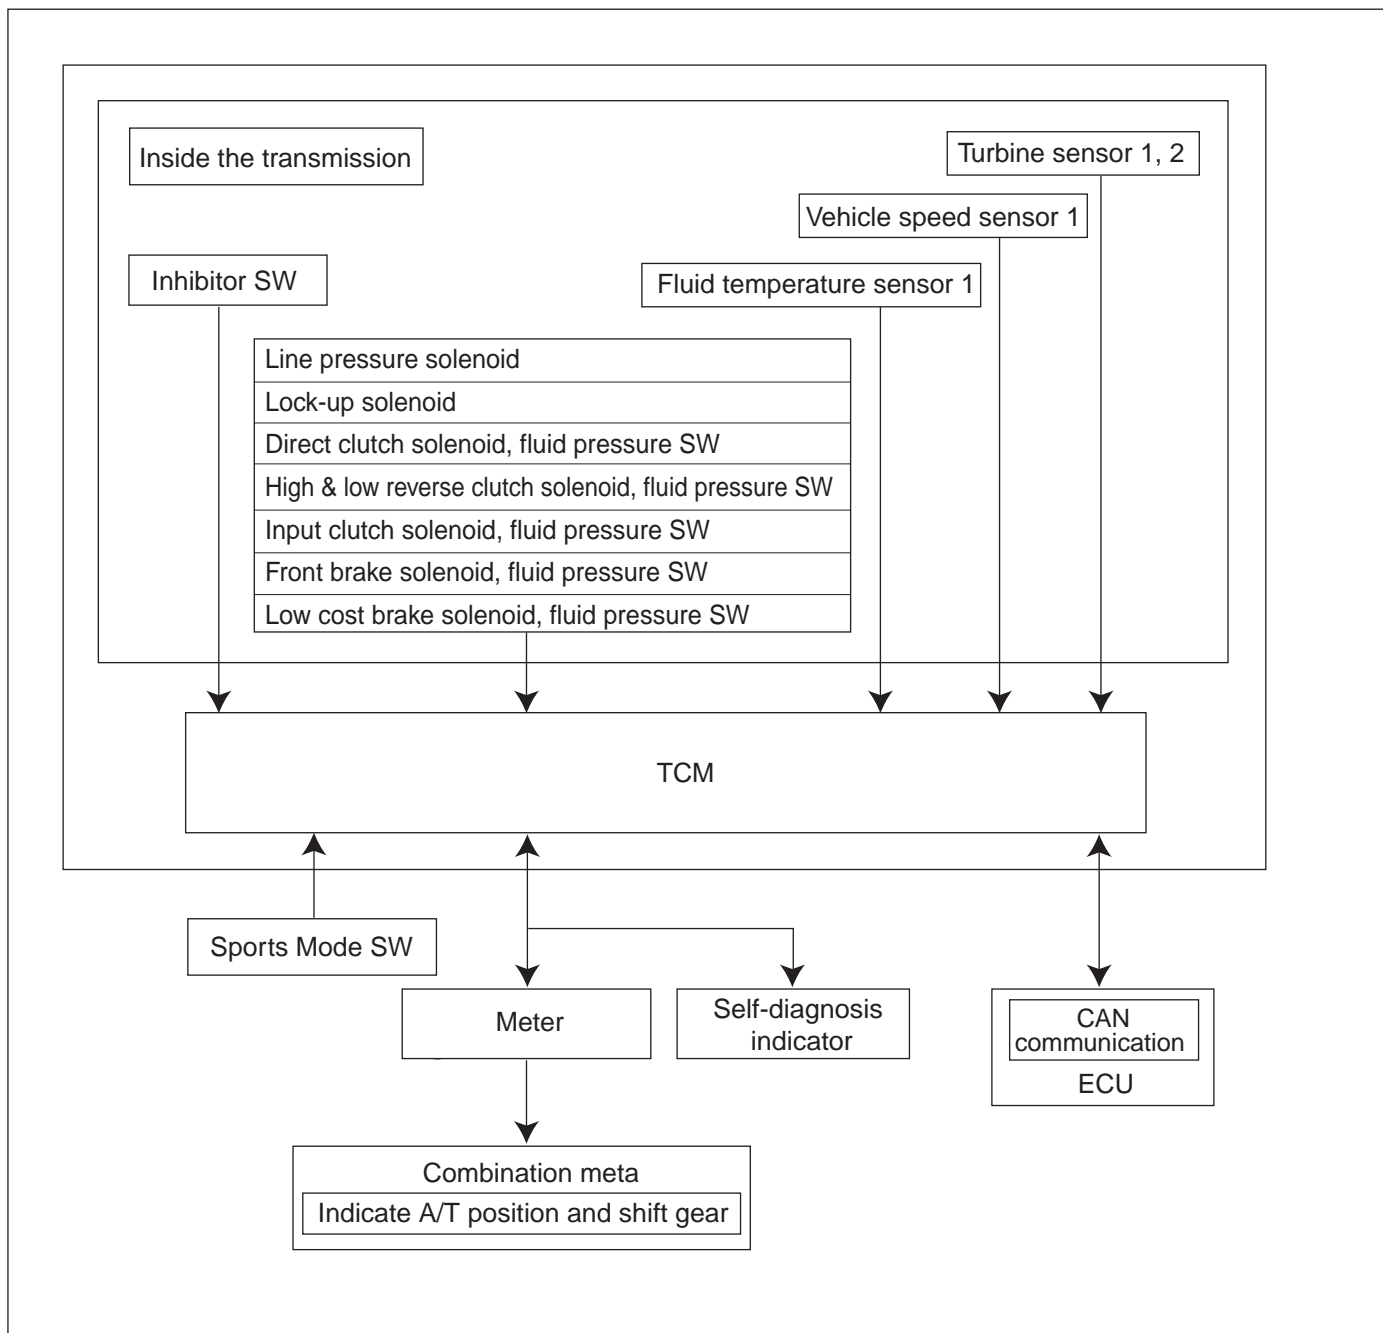 Inside the transmission
Turbine sensor 1, 2
Vehicle speed sensor 1
Inhibitor SW
Fluid temperature sensor 1
Line pressure solenoid
Lock-up solenoid
Direct clutch solenoid, fluid pressure SW
High & low reverse clutch solenoid, fluid pressure SW
Input clutch solenoid, fluid pressure SW
Front brake solenoid, fluid pressure SW
Low cost brake solenoid, fluid pressure SW
TCM
Sports Mode SW
Meter
Self-diagnosis
indicator
CAN
communication
ECU
Combination meta
Indicate A/T position and shift gear